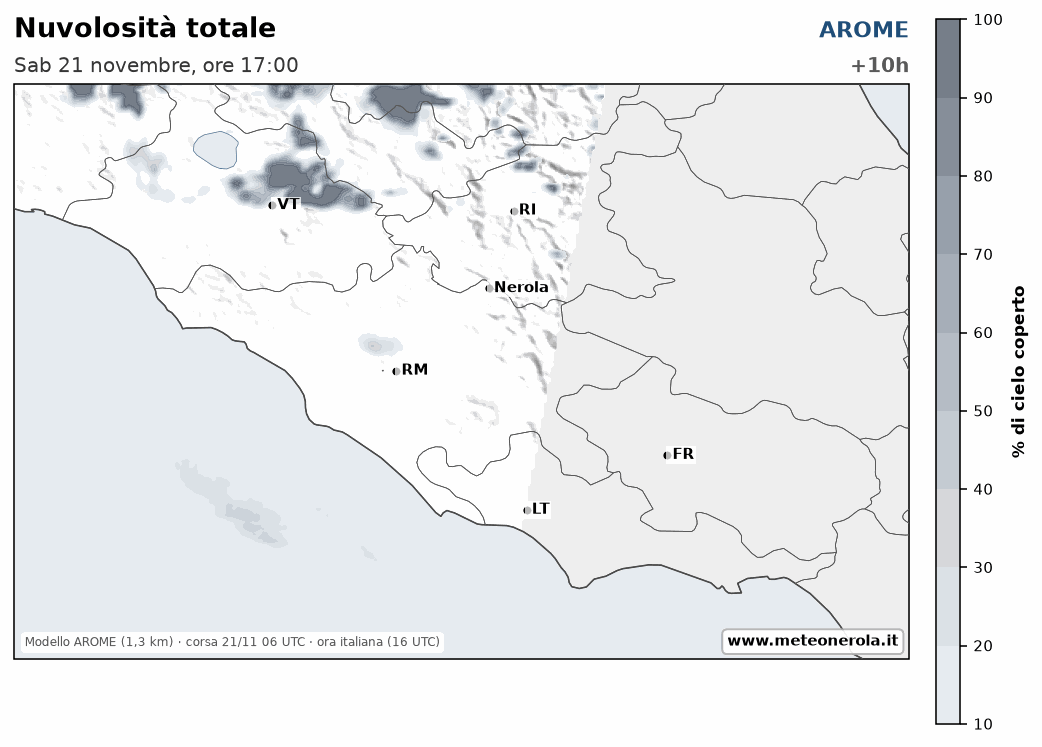 Nuvolosità totale
AROME
Sab 21 novembre, ore 17:00
+10h
100
90
80
70
60
50
40
30
20
10
% di cielo coperto
VT
RI
Nerola
RM
FR
LT
Modello AROME (1,3 km) · corsa 21/11 06 UTC · ora italiana (16 UTC)
www.meteonerola.it